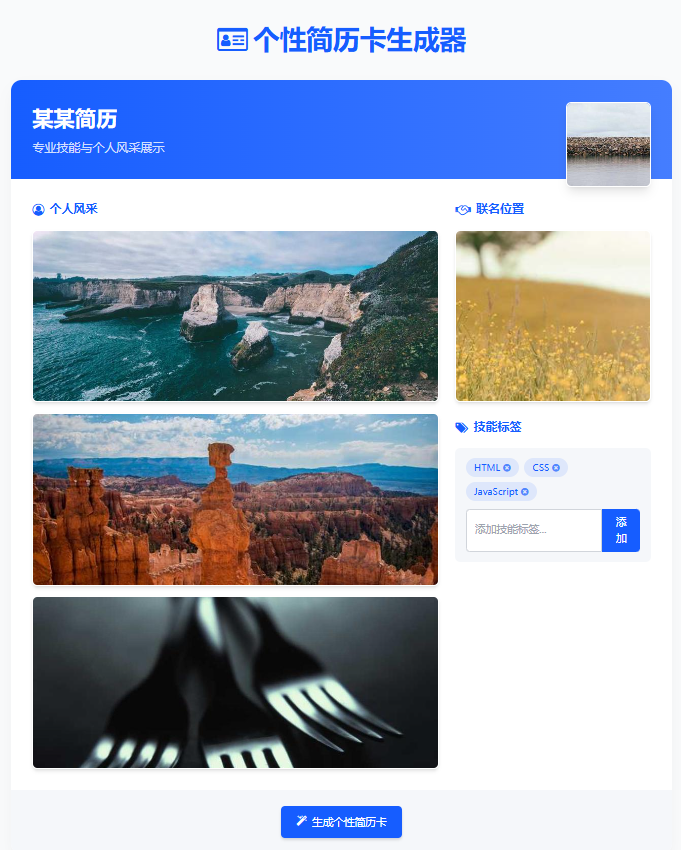 个性简历卡生成器
某某简历
专业技能与个人风采展示
个人风采
联名位置
技能标签
HTML
CSS
JavaScript
添加技能标签...
添
加
生成个性简历卡